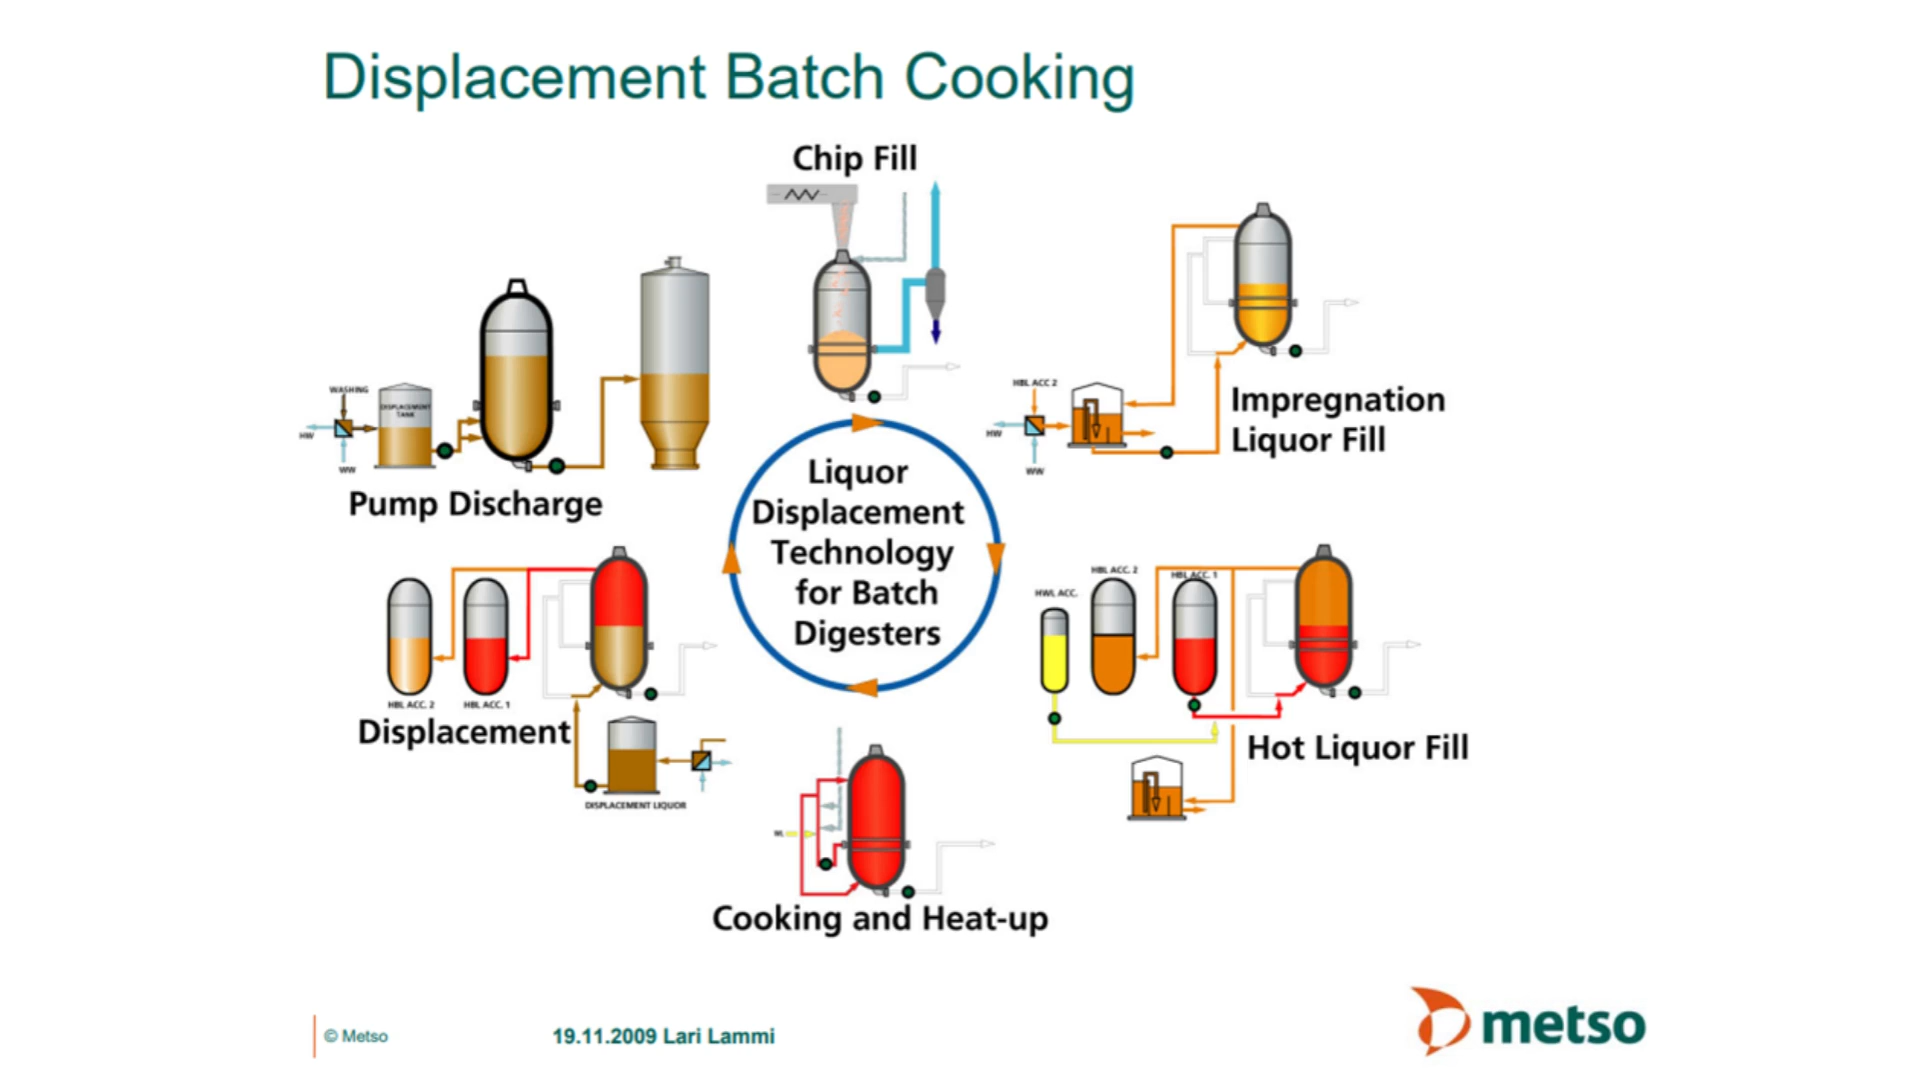 Displacement Batch Cooking
Chip Fill
WASHING
DISPLACEMENT
TANK
HW
WW
Pump Discharge
HBL ACC 2
HW
WW
Impregnation
Liquor Fill
Liquor
Displacement
Technology
for Batch
Digesters
HBL ACC. 2
HBL ACC. 1
Displacement
DISPLACEMENT LIQUOR
HWL ACC.
HBL ACC. 2
HBL ACC. 1
Hot Liquor Fill
WL
Cooking and Heat-up
© Metso
19.11.2009 Lari Lammi
metso